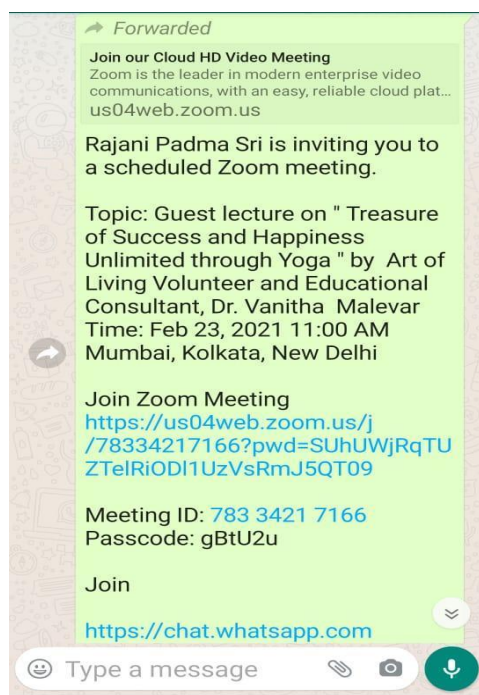 Forwarded
Join our Cloud HD Video Meeting
Zoom is the leader in modern enterprise video
communications, with an easy, reliable cloud plat...
us04web.zoom.us
Rajani Padma Sri is inviting you to
a scheduled Zoom meeting.
Topic: Guest lecture on " Treasure
of Success and Happiness
Unlimited through Yoga " by  Art of
Living Volunteer and Educational
Consultant, Dr. Vanitha  Malevar
Time: Feb 23, 2021 11:00 AM
Mumbai, Kolkata, New Delhi
Join Zoom Meeting
https://us04web.zoom.us/j
/78334217166?pwd=SUhUWjRqTU
ZTelRiODl1UzVsRmJ5QT09
Meeting ID: 783 3421 7166
Passcode: gBtU2u
Join
https://chat.whatsapp.com
Type a message